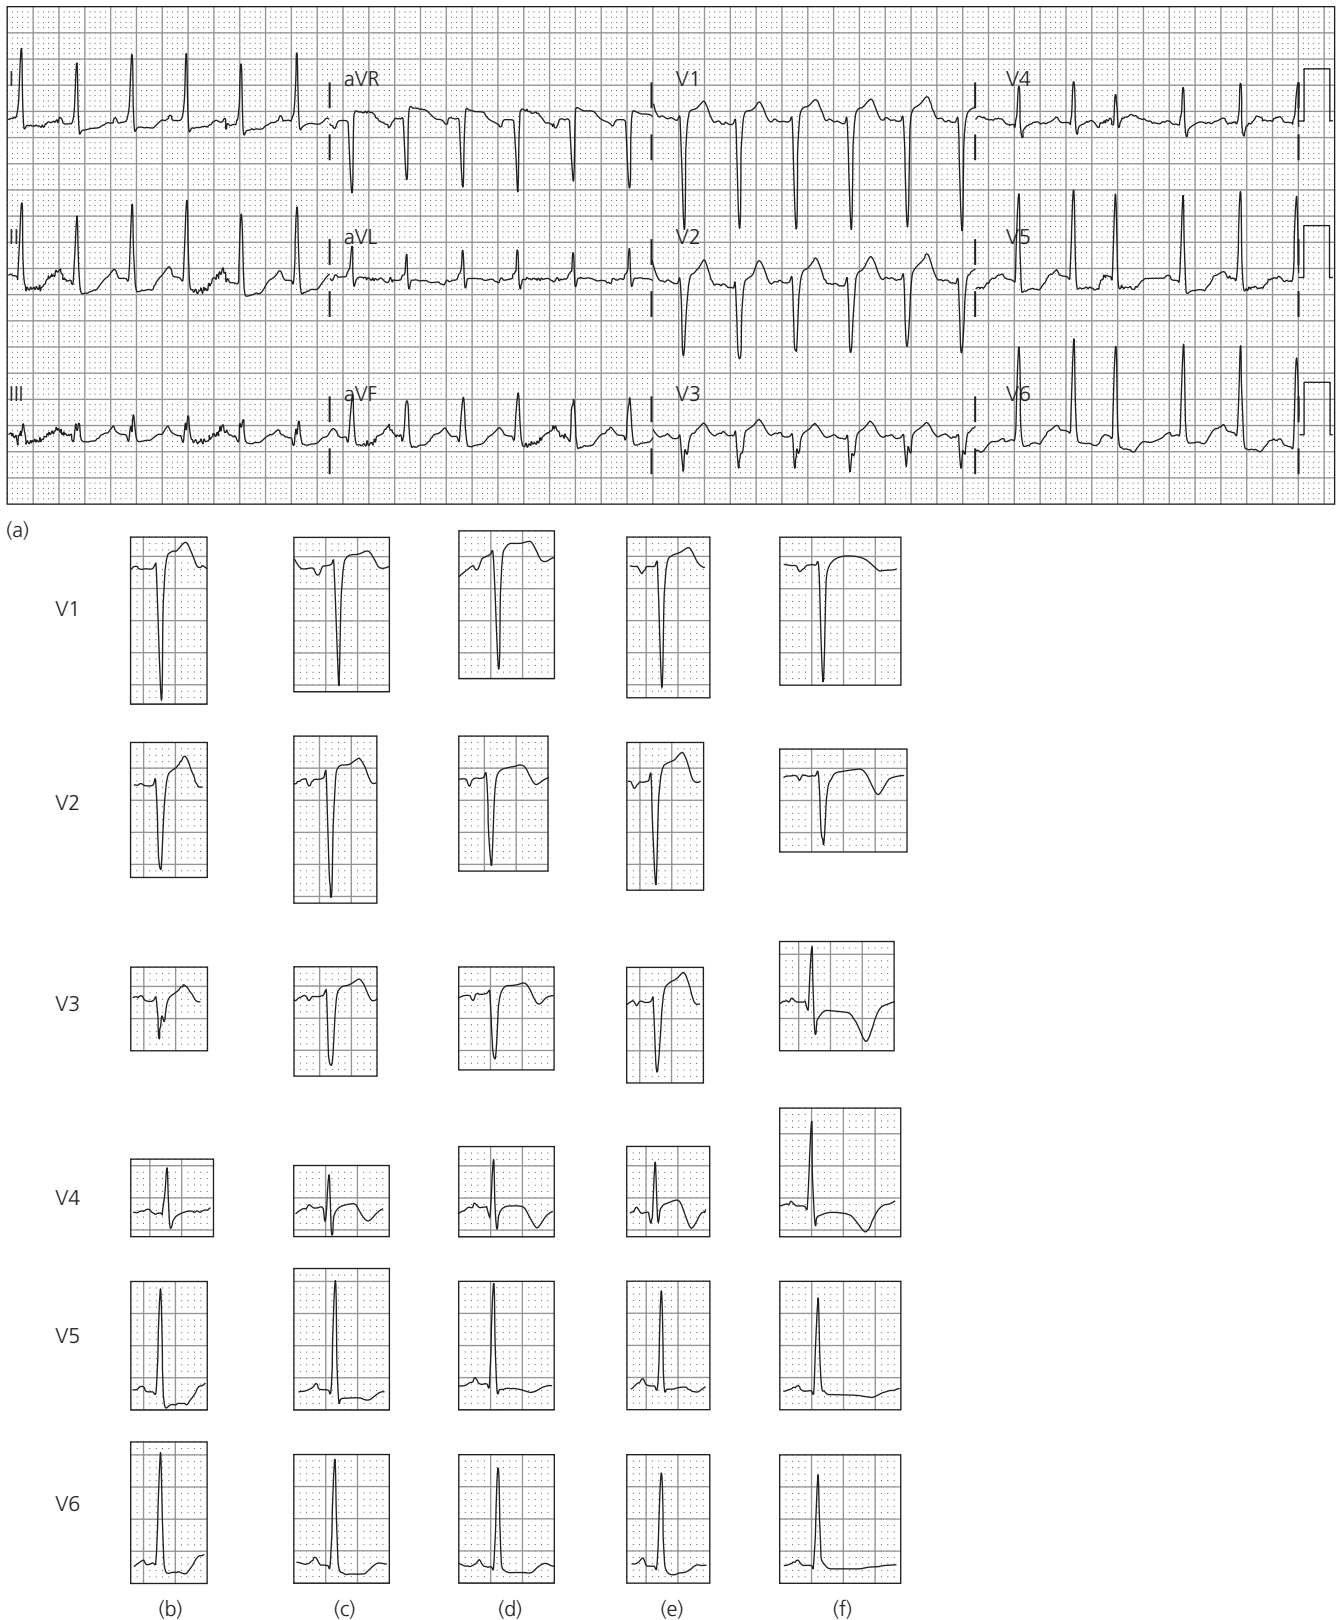 I aVR V1 V4
II aVL V2 V5
III aVF V3 V6
(a)
V1
V2
V3
V4
V5
V6
(b) (c) (d) (e) (f)